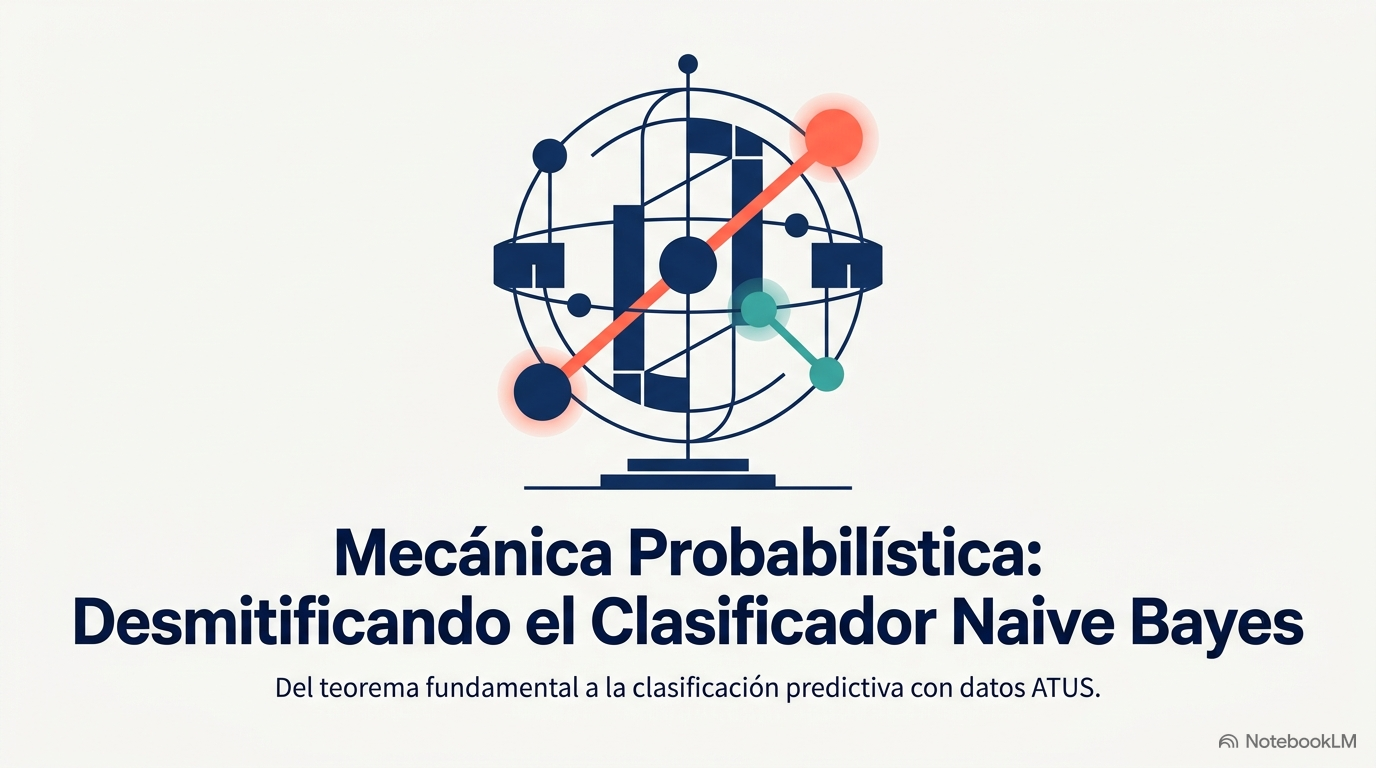 Mecánica Probabilística:
Desmitificando el Clasificador Naive Bayes
Del teorema fundamental a la clasificación predictiva con datos ATUS.
NotebookLM